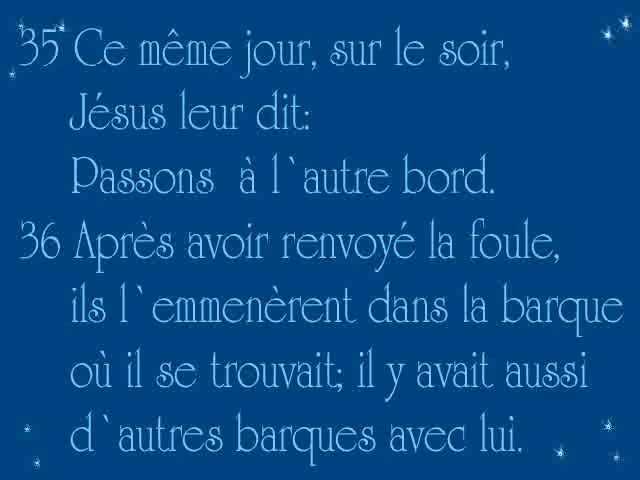 35 Ce même jour, sur le soir,
Jésus leur dit:
Passons à l`autre bord.
36 Après avoir renvoyé la foule,
ils l`emmenèrent dans la barque
où il se trouvait; il y avait aussi
d`autres barques avec lui.